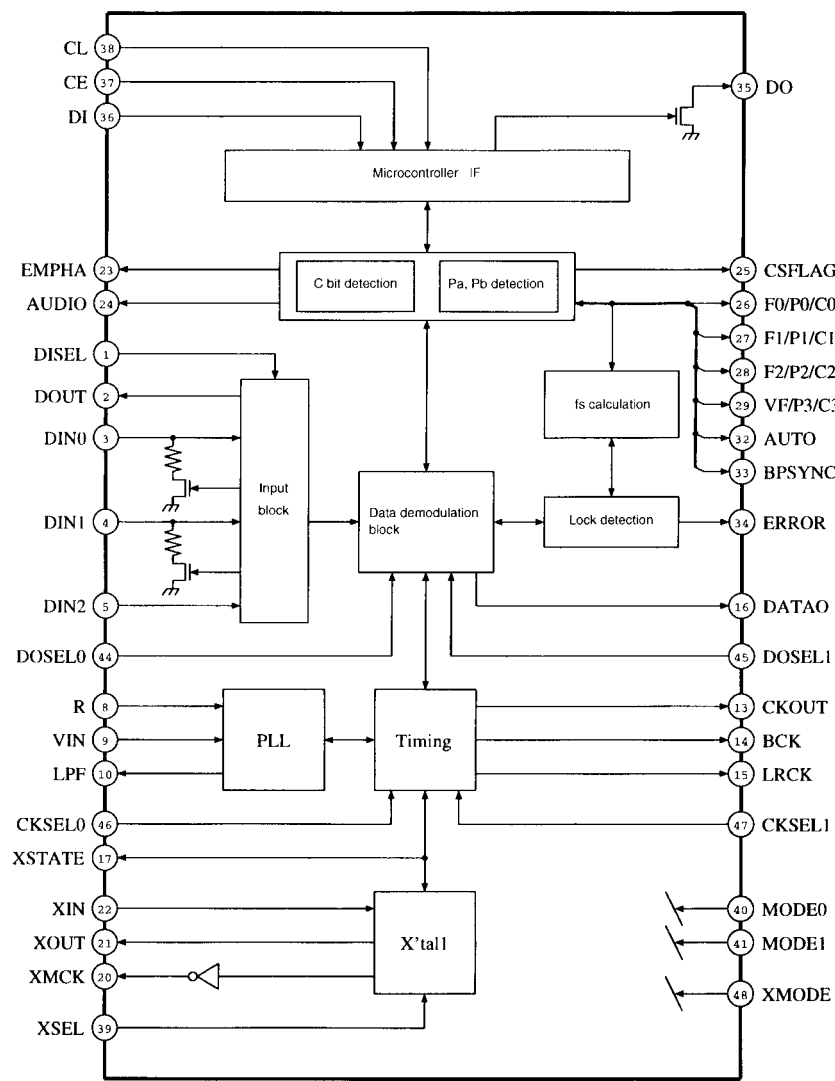 CL 38
CE 37
35 DO
DI 36
Microcontroller IF
EMPHA 23
C bit detection
Pa, Pb detection
25 CSFLAG
AUDIO 24
26 F0/P0/C0
27 F1/P1/C1
DISEL 1
28 F2/P2/C2
DOUT 2
fs calculation
29 VF/P3/C3
DIN0 3
32 AUTO
33 BPSYNC
Input
block
DIN1 4
Data demodulation
block
Lock detection
34 ERROR
DIN2 5
16 DATAO
DOSEL0 44
45 DOSEL1
R 8
13 CKOUT
VIN 9
PLL
Timing
14 BCK
LPF 10
15 LRCK
CKSEL0 46
47 CKSEL1
XSTATE 17
XIN 22
40 MODE0
XOUT 21
X'tall
41 MODE1
XMCK 20
48 XMODE
XSEL 39